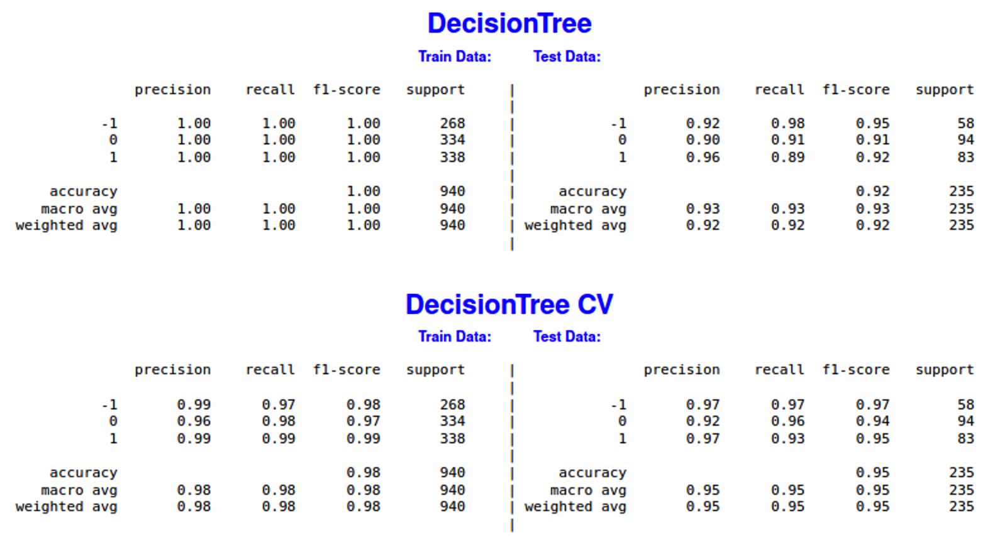 DecisionTree
Train Data: Test Data:
precision recall f1-score support | precision recall f1-score support
|
-1 1.00 1.00 1.00 268 | -1 0.92 0.98 0.95 58
0 1.00 1.00 1.00 334 | 0 0.90 0.91 0.91 94
1 1.00 1.00 1.00 338 | 1 0.96 0.89 0.92 83
|
accuracy 1.00 940 | accuracy 0.92 235
macro avg 1.00 1.00 1.00 940 | macro avg 0.93 0.93 0.93 235
weighted avg 1.00 1.00 1.00 940 | weighted avg 0.92 0.92 0.92 235
|
DecisionTree CV
Train Data: Test Data:
precision recall f1-score support | precision recall f1-score support
|
-1 0.99 0.97 0.98 268 | -1 0.97 0.97 0.97 58
0 0.96 0.98 0.97 334 | 0 0.92 0.96 0.94 94
1 0.99 0.99 0.99 338 | 1 0.97 0.93 0.95 83
|
accuracy 0.98 940 | accuracy 0.95 235
macro avg 0.98 0.98 0.98 940 | macro avg 0.95 0.95 0.95 235
weighted avg 0.98 0.98 0.98 940 | weighted avg 0.95 0.95 0.95 235
|